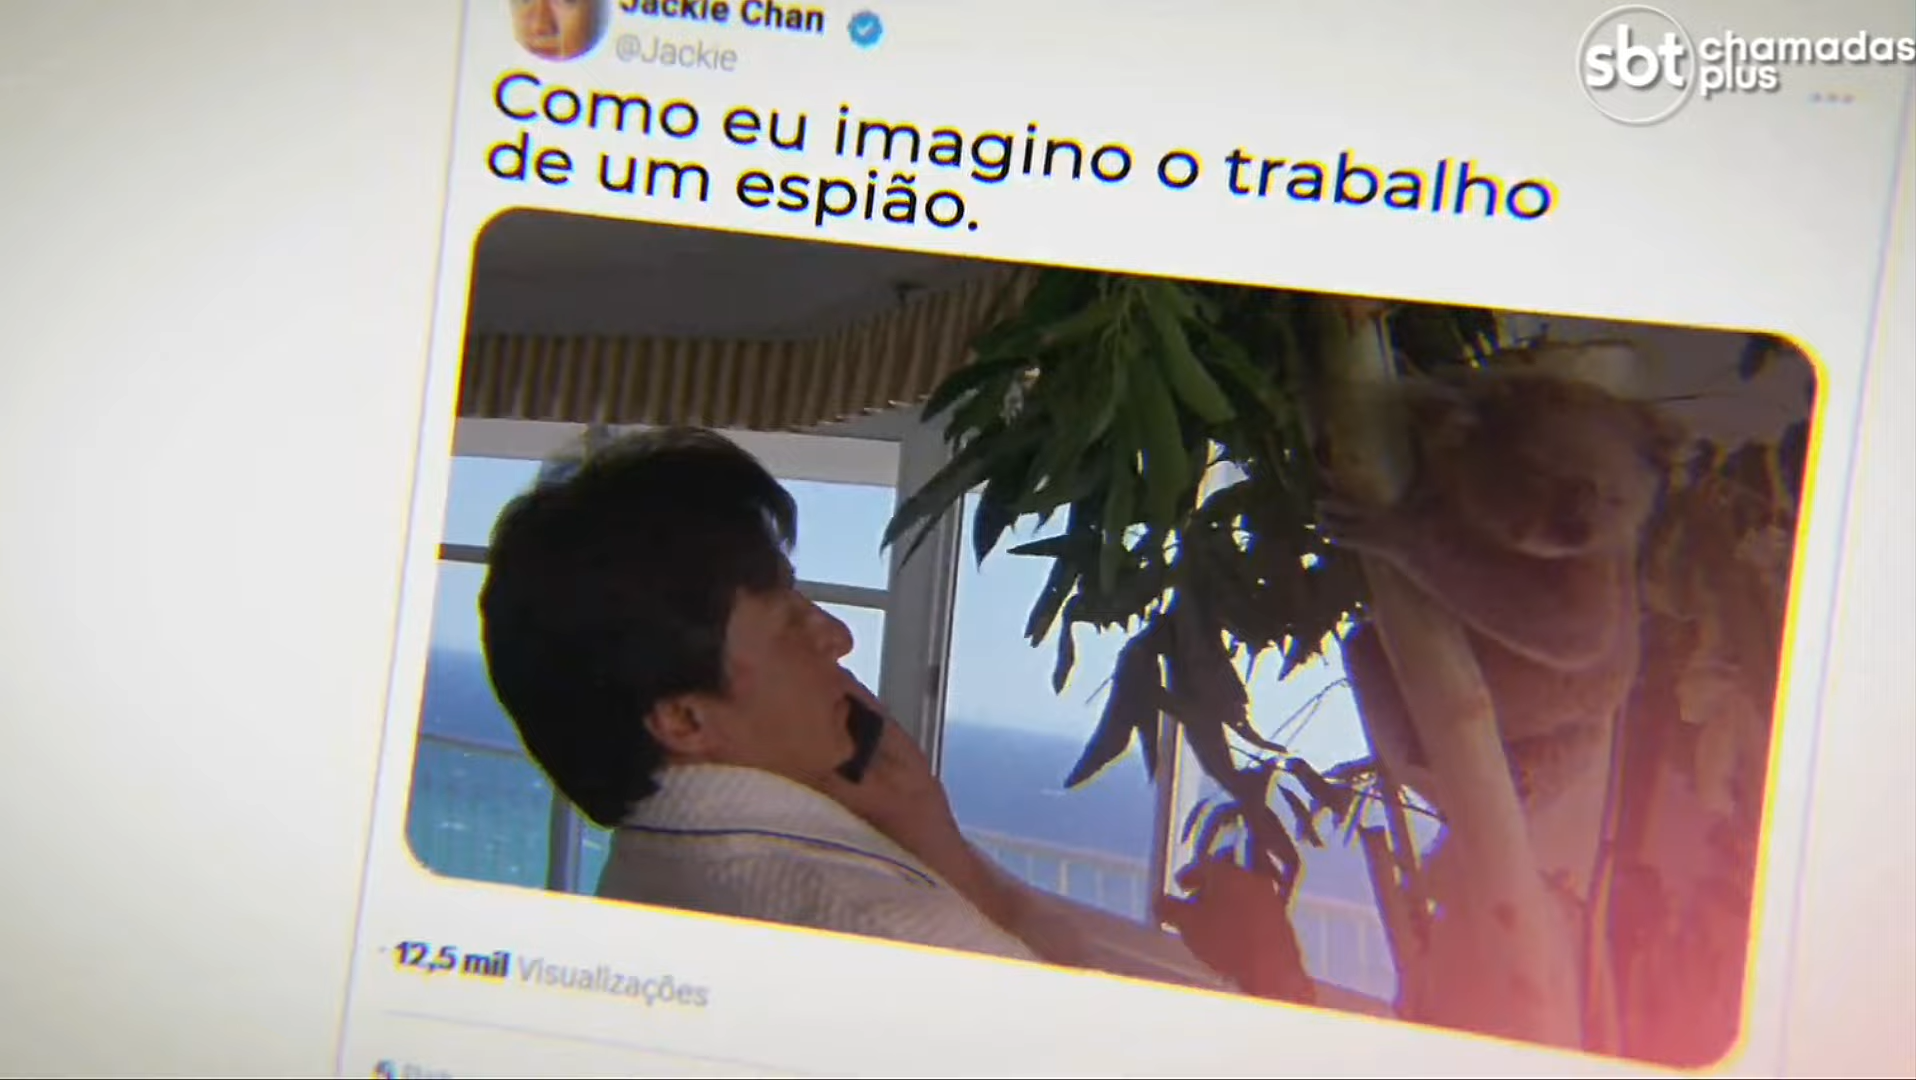 Jackie Chan
@Jackie
sbt chamadas
plus
Como eu imagino o trabalho
de um espião.
12,5 mil Visualizações